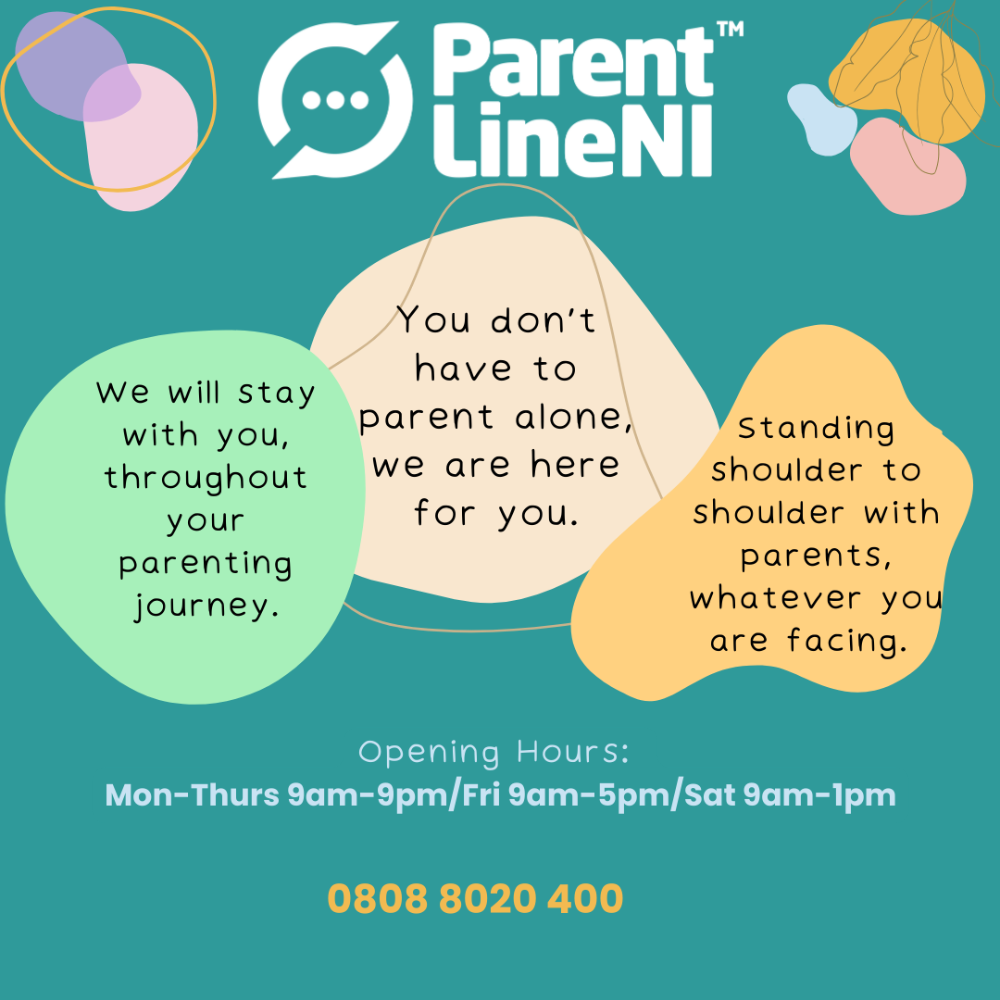 Parent™
LineNI
You don't
have to
parent alone,
we are here
for you.
We will stay
with you,
throughout
your
parenting
journey.
Standing
shoulder to
shoulder with
parents,
whatever you
are facing.
Opening Hours:
Mon-Thurs 9am-9pm/Fri 9am-5pm/Sat 9am-1pm
0808 8020 400